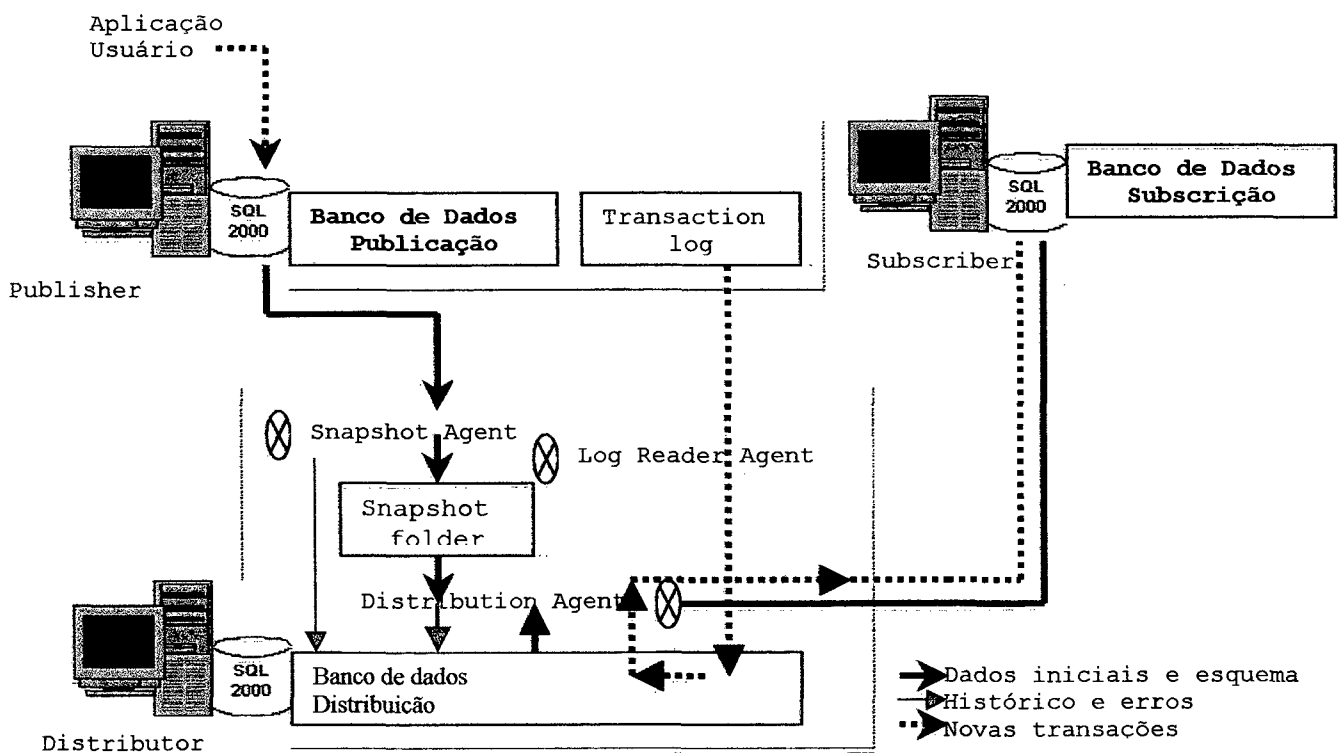 Aplicação
Usuário
SQL
2000
Banco de Dados
Publicação
Transaction
log
Publisher
SQL
2000
Banco de Dados
Subscrição
Subscriber
Snapshot Agent
Log Reader Agent
Snapshot
folder
Distribution Agent
SQL
2000
Banco de dados
Distribuição
Distributor
Dados iniciais e esquema
Histórico e erros
Novas transações